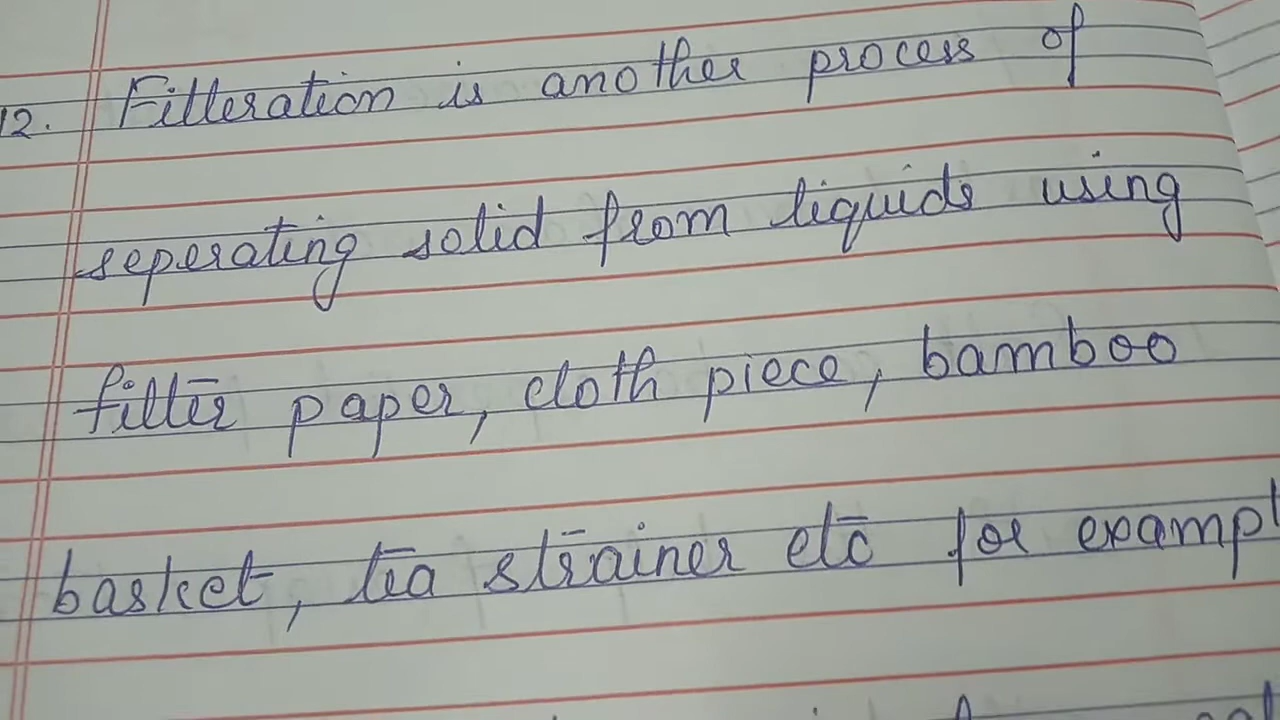 12. Filteration is another process of
seperating solid from liquids using
filter paper, cloth piece, bamboo
basket, tea strainer etc for exampl